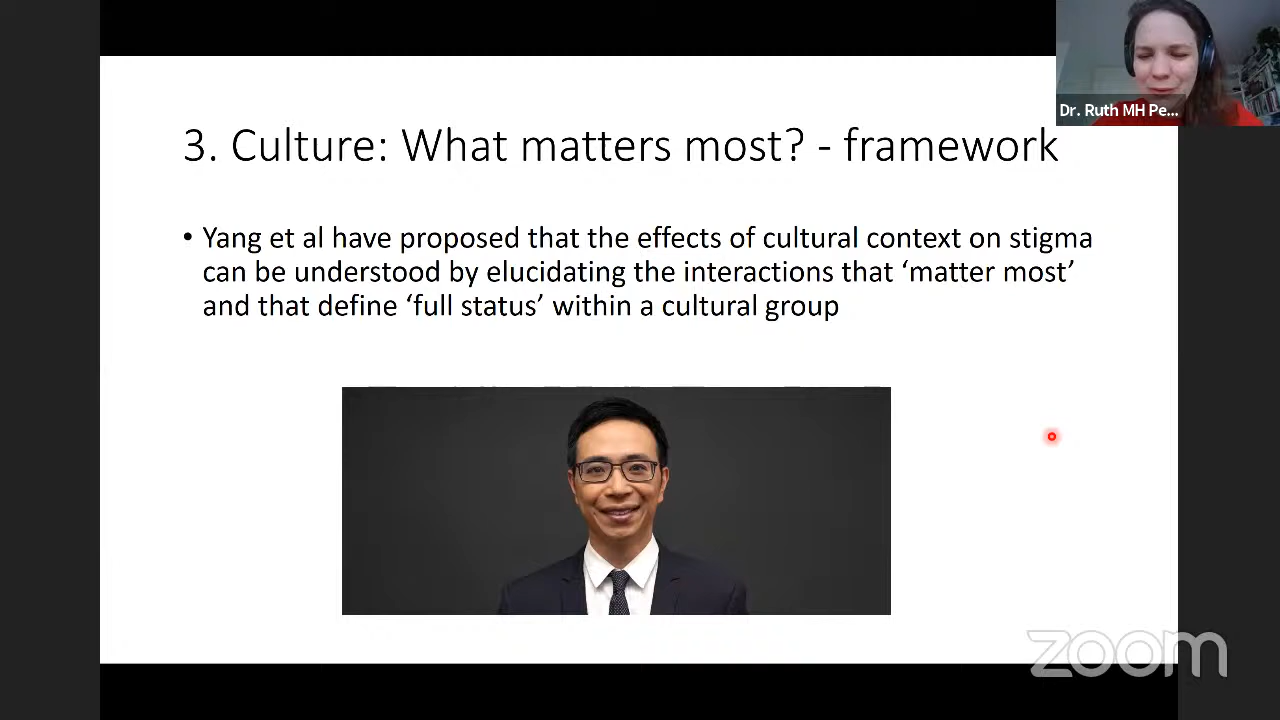 Dr. Ruth MH Pe...
3. Culture: What matters most? - framework
• Yang et al have proposed that the effects of cultural context on stigma
can be understood by elucidating the interactions that ‘matter most’
and that define ‘full status’ within a cultural group
zoom